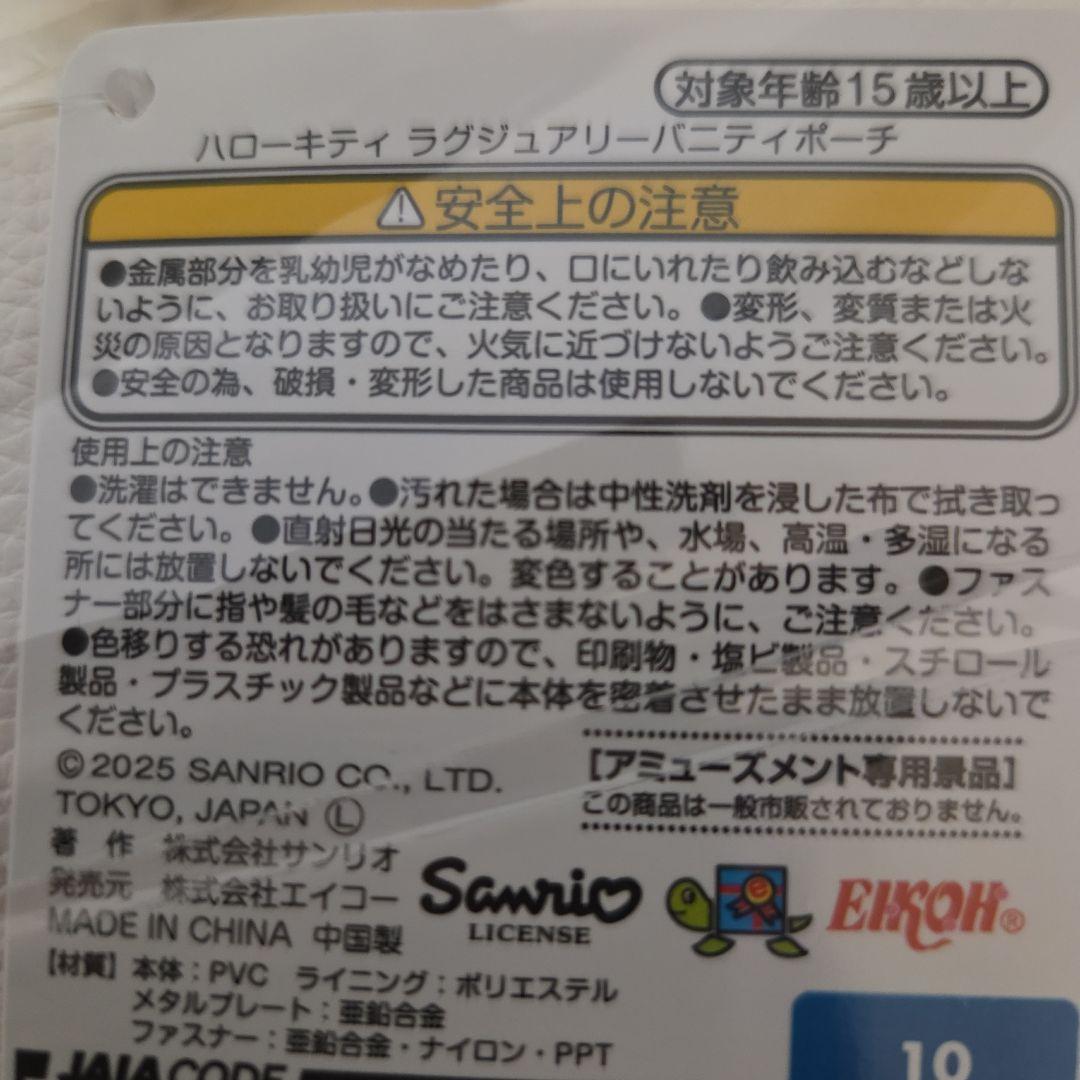 対象年齢15歳以上
ハローキティ ラグジュアリーバニティポーチ
⚠安全上の注意
●金属部分を乳幼児がなめたり、口にいれたり飲み込むなどしな
いように、お取り扱いにご注意ください。●変形、変質または火
災の原因となりますので、火気に近づけないようご注意ください。
●安全の為、破損・変形した商品は使用しないでください。
使用上の注意
●洗濯はできません。●汚れた場合は中性洗剤を浸した布で拭き取っ
てください。●直射日光の当たる場所や、水場、高温・多湿になる
所には放置しないでください。変色することがあります。●ファス
ナー部分に指や髪の毛などをはさまないように、ご注意ください。
●色移りする恐れがありますので、印刷物・塩ビ製品・スチロール
製品・プラスチック製品などに本体を密着させたまま放置しないで
ください。
©2025 SANRIO CO., LTD.
TOKYO, JAPAN Ⓛ
著 作 株式会社サンリオ
発売元 株式会社エイコー
MADE IN CHINA 中国製
[アミューズメント専用景品]
この商品は一般市販されておりません。
Sanrio
LICENSE
EIKOH®
【材質】本体：PVC ライニング：ポリエステル
メタルプレート：亜鉛合金
ファスナー：亜鉛合金・ナイロン・PPT
JAIA CODE
10